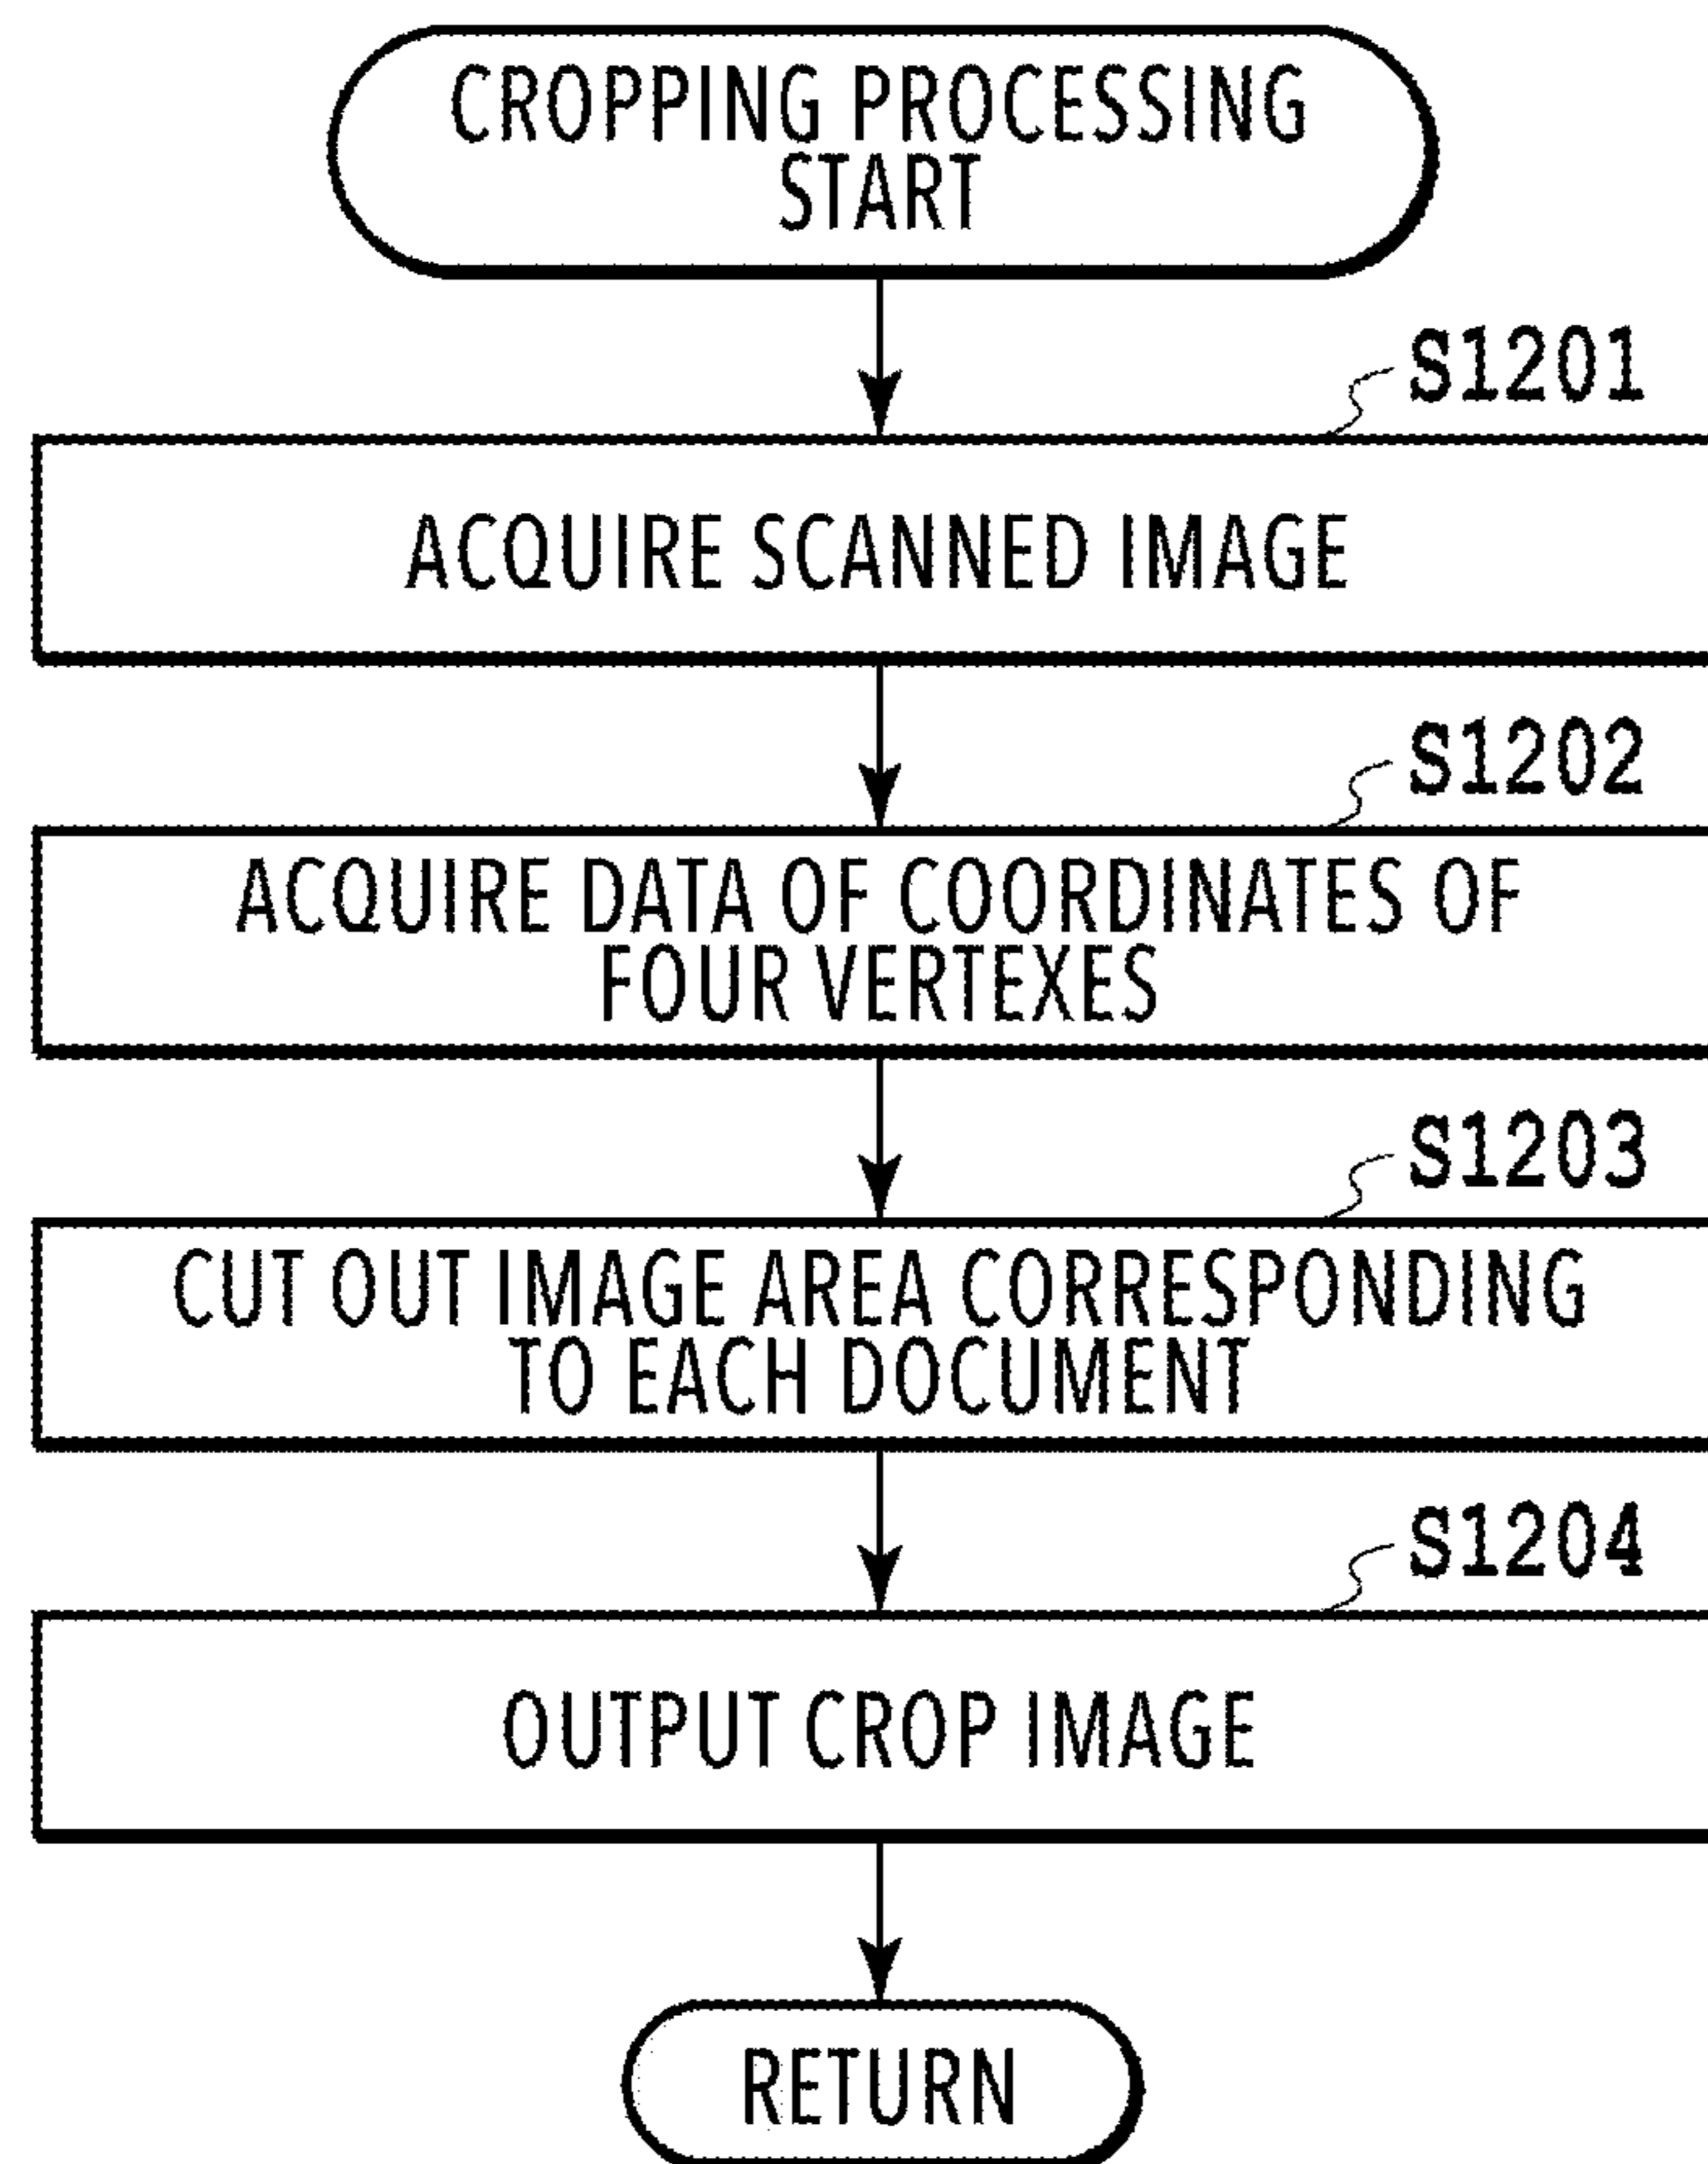 CROPPING PROCESSING
START
S1201
ACQUIRE SCANNED IMAGE
S1202
ACQUIRE DATA OF COORDINATES OF
FOUR VERTEXES
S1203
CUT OUT IMAGE AREA CORRESPONDING
TO EACH DOCUMENT
S1204
OUTPUT CROP IMAGE
RETURN